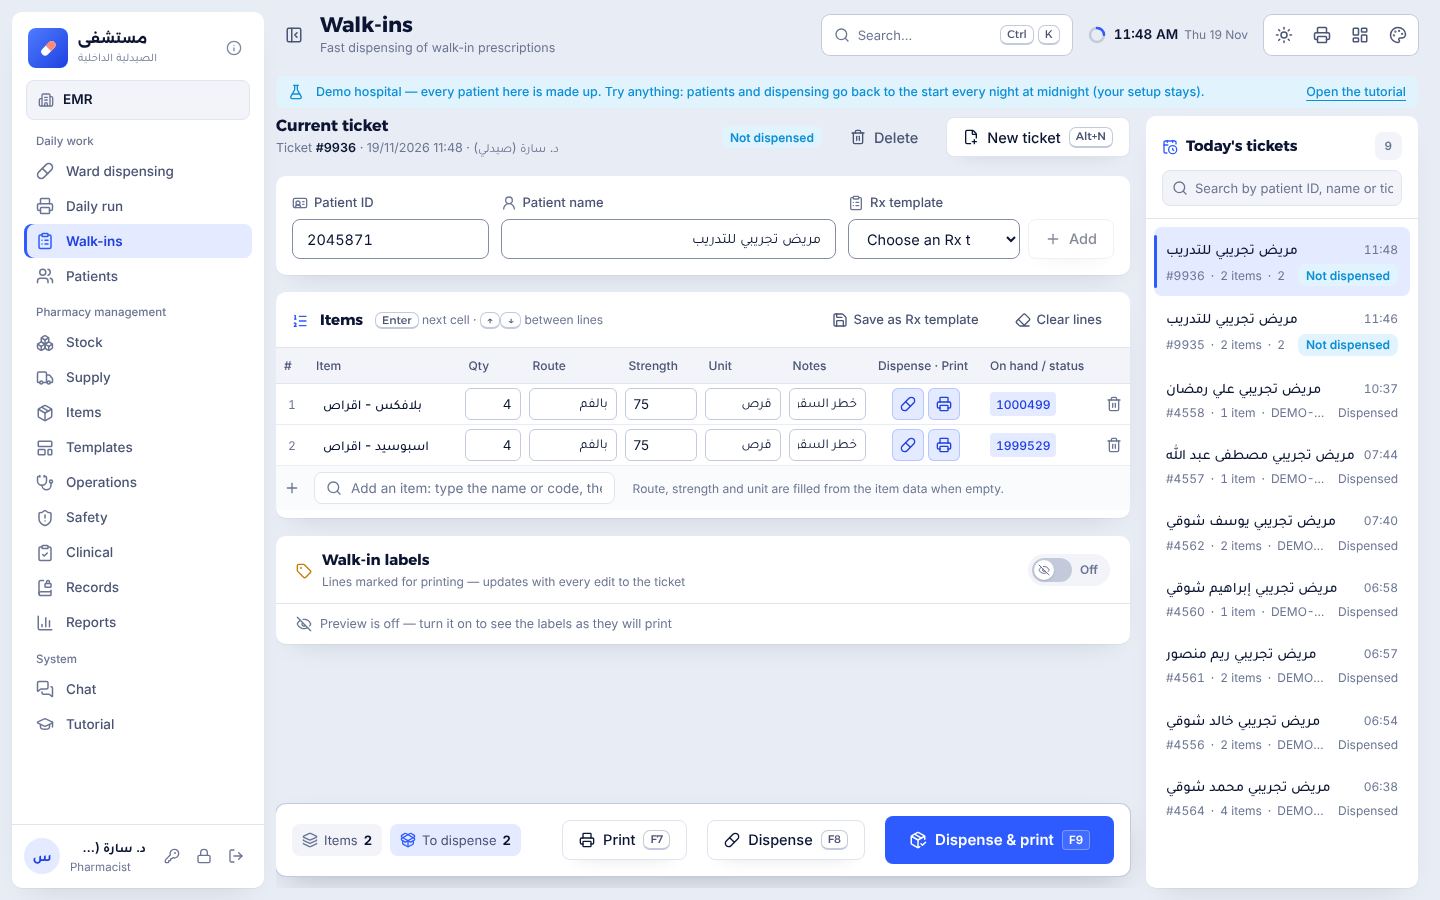 مستشفى
الصيدلية الداخلية
EMR
Daily work
Ward dispensing
Daily run
Walk-ins
Patients
Pharmacy management
Stock
Supply
Items
Templates
Operations
Safety
Clinical
Records
Reports
System
Chat
Tutorial
د. سارة (...
Pharmacist
س
Walk-ins
Fast dispensing of walk-in prescriptions
Search... Ctrl K
11:48 AM Thu 19 Nov
Demo hospital — every patient here is made up. Try anything: patients and dispensing go back to the start every night at midnight (your setup stays).
Open the tutorial
Current ticket
Ticket #9936 · 19/11/2026 11:48 · د. سارة (صيدلي)
Not dispensed
Delete
New ticket Alt+N
Patient ID
Patient name
Rx template
2045871
مريض تجريبي للتدريب
Choose an Rx t
Add
Items
Enter next cell · ↑ ↓ between lines
Save as Rx template
Clear lines
# Item Qty Route Strength Unit Notes Dispense · Print On hand / status
1 بلافكس - اقراص 4 بالفم 75 قرص خطر السقو 1000499
2 اسبوسيد - اقراص 4 بالفم 75 قرص خطر السقو 1999529
Add an item: type the name or code, the
Route, strength and unit are filled from the item data when empty.
Walk-in labels
Lines marked for printing — updates with every edit to the ticket
Off
Preview is off — turn it on to see the labels as they will print
Items 2
To dispense 2
Print F7
Dispense F8
Dispense & print F9
Today's tickets 9
Search by patient ID, name or tic
مريض تجريبي للتدريب 11:48
#9936 · 2 items · 2 Not dispensed
مريض تجريبي للتدريب 11:46
#9935 · 2 items · 2 Not dispensed
مريض تجريبي علي رمضان 10:37
#4558 · 1 item · DEMO-... Dispensed
مريض تجريبي مصطفى عبد الله 07:44
#4557 · 1 item · DEMO-... Dispensed
مريض تجريبي يوسف شوقي 07:40
#4562 · 2 items · DEMO... Dispensed
مريض تجريبي إبراهيم شوقي 06:58
#4560 · 1 item · DEMO-... Dispensed
مريض تجريبي ريم منصور 06:57
#4561 · 2 items · DEMO... Dispensed
مريض تجريبي خالد شوقي 06:54
#4556 · 2 items · DEMO... Dispensed
مريض تجريبي محمد شوقي 06:38
#4564 · 4 items · DEMO... Dispensed